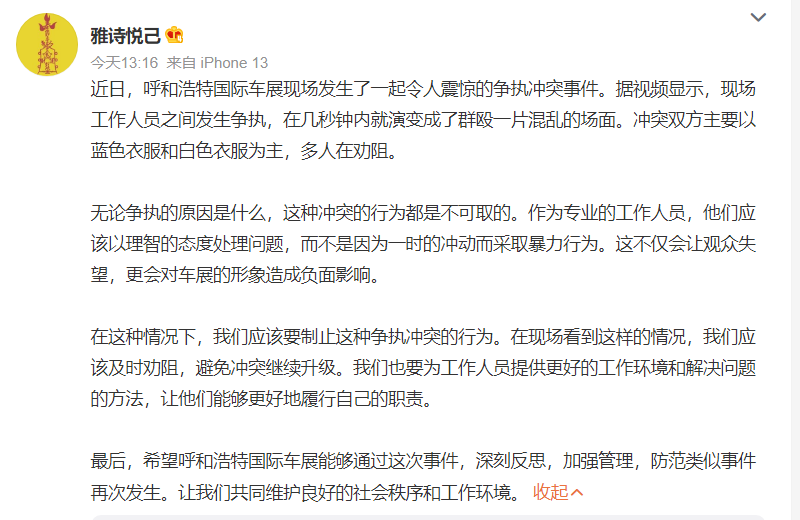 雅诗悦己
今天13:16 来自 iPhone 13
近日，呼和浩特国际车展现场发生了一起令人震惊的争执冲突事件。据视频显示，现场
工作人员之间发生争执，在几秒钟内就演变成了群殴一片混乱的场面。冲突双方主要以
蓝色衣服和白色衣服为主，多人在劝阻。
无论争执的原因是什么，这种冲突的行为都是不可取的。作为专业的工作人员，他们应
该以理智的态度处理问题，而不是因为一时的冲动而采取暴力行为。这不仅会让观众失
望，更会对车展的形象造成负面影响。
在这种情况下，我们应该要制止这种争执冲突的行为。在现场看到这样的情况，我们应
该及时劝阻，避免冲突继续升级。我们也要为工作人员提供更好的工作环境和解决问题
的方法，让他们能够更好地履行自己的职责。
最后，希望呼和浩特国际车展能够通过这次事件，深刻反思，加强管理，防范类似事件
再次发生。让我们共同维护良好的社会秩序和工作环境。 收起